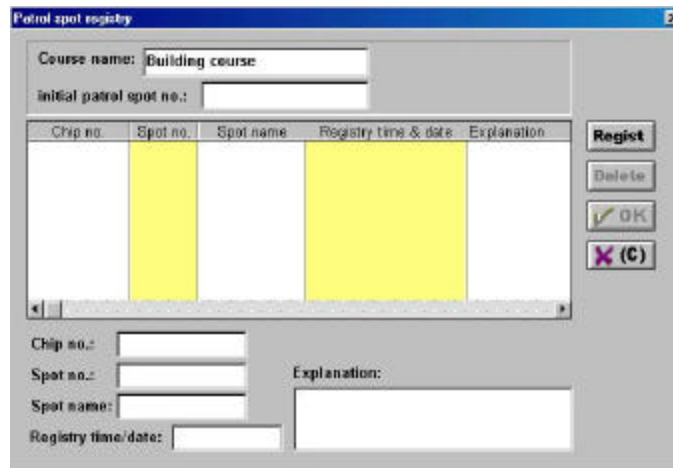 Patrol spot registry
Course name: Building course
initial patrol spot no.:
Chip no. Spot no. Spot name Registry time & date Explanation
Regist
Delete
OK
(C)
Chip no.:
Spot no.:
Explanation:
Spot name:
Registry time/date: